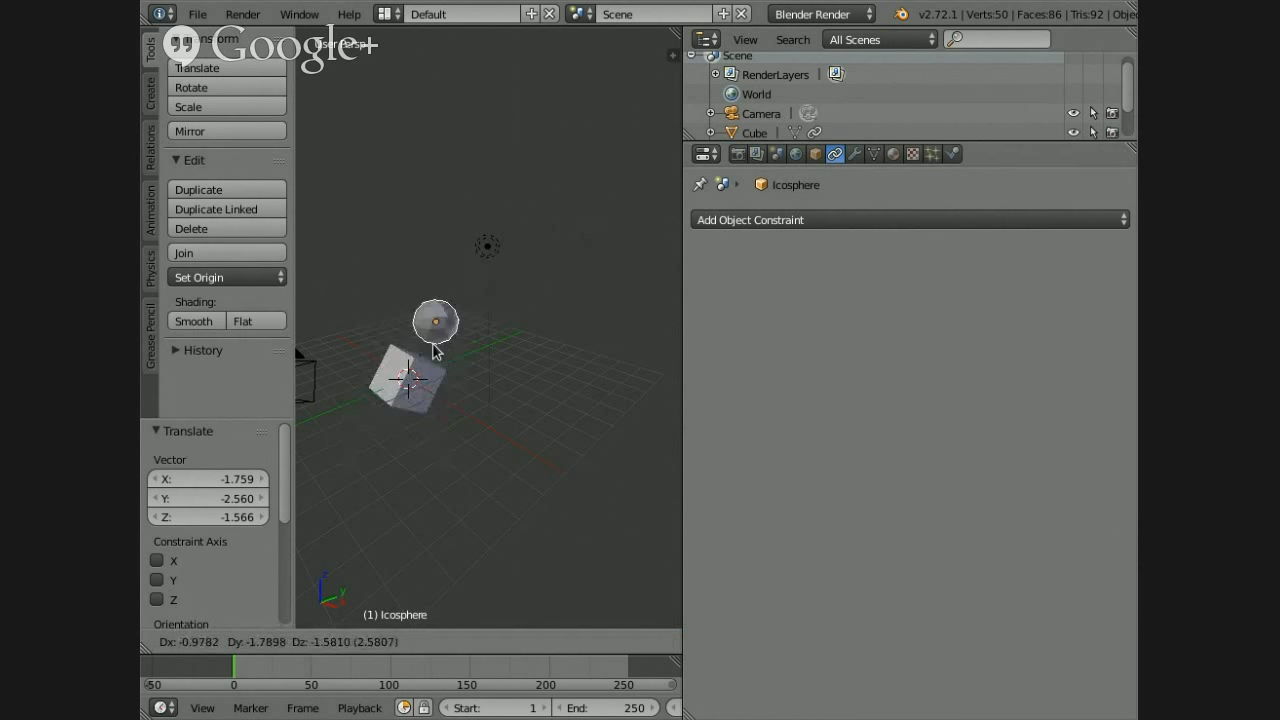 File Render Window Help Default Scene Blender Render v2.72.1 | Verts:50 | Faces:86 | Tris:92 | Obje
Google+
Transform
Translate
Rotate
Scale
Mirror
Edit
Duplicate
Duplicate Linked
Delete
Join
Set Origin
Shading:
Smooth Flat
History
Translate
Vector
X: -1.759
Y: -2.560
Z: -1.566
Constraint Axis
X
Y
Z
Orientation
Tools
Create
Relations
Animation
Physics
Grease Pencil
z
y
x
(1) Icosphere
Dx: -0.9782 Dy: -1.7898 Dz: -1.5810 (2.5807)
-50 0 50 100 150 200 250
View Marker Frame Playback Start: 1 End: 250
View Search All Scenes
Scene
RenderLayers |
World
Camera |
Cube |
Icosphere
Add Object Constraint